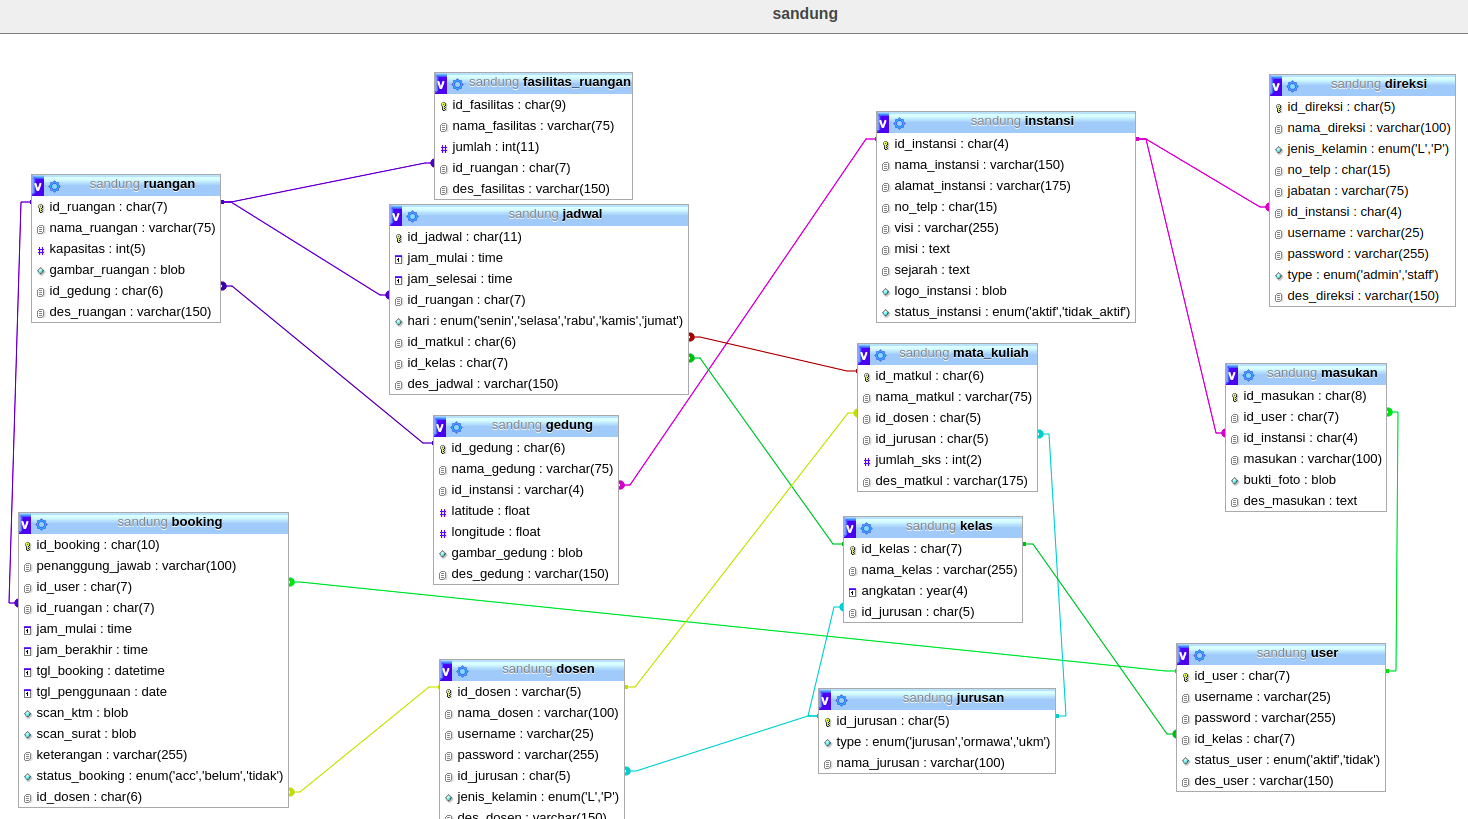 sandung
sandung fasilitas_ruangan
id_fasilitas : char(9)
nama_fasilitas : varchar(75)
jumlah : int(11)
id_ruangan : char(7)
des_fasilitas : varchar(150)
sandung direksi
id_direksi : char(5)
nama_direksi : varchar(100)
jenis_kelamin : enum('L','P')
no_telp : char(15)
jabatan : varchar(75)
id_instansi : char(4)
username : varchar(25)
password : varchar(255)
type : enum('admin','staff')
des_direksi : varchar(150)
sandung instansi
id_instansi : char(4)
nama_instansi : varchar(150)
alamat_instansi : varchar(175)
no_telp : char(15)
visi : varchar(255)
misi : text
sejarah : text
logo_instansi : blob
status_instansi : enum('aktif','tidak_aktif')
sandung ruangan
id_ruangan : char(7)
nama_ruangan : varchar(75)
kapasitas : int(5)
gambar_ruangan : blob
id_gedung : char(6)
des_ruangan : varchar(150)
sandung jadwal
id_jadwal : char(11)
jam_mulai : time
jam_selesai : time
id_ruangan : char(7)
hari : enum('senin','selasa','rabu','kamis','jumat')
id_matkul : char(6)
id_kelas : char(7)
des_jadwal : varchar(150)
sandung mata_kuliah
id_matkul : char(6)
nama_matkul : varchar(75)
id_dosen : char(5)
id_jurusan : char(5)
jumlah_sks : int(2)
des_matkul : varchar(175)
sandung masukan
id_masukan : char(8)
id_user : char(7)
id_instansi : char(4)
masukan : varchar(100)
bukti_foto : blob
des_masukan : text
sandung gedung
id_gedung : char(6)
nama_gedung : varchar(75)
id_instansi : varchar(4)
latitude : float
longitude : float
gambar_gedung : blob
des_gedung : varchar(150)
sandung booking
id_booking : char(10)
penanggung_jawab : varchar(100)
id_user : char(7)
id_ruangan : char(7)
jam_mulai : time
jam_berakhir : time
tgl_booking : datetime
tgl_penggunaan : date
scan_ktm : blob
scan_surat : blob
keterangan : varchar(255)
status_booking : enum('acc','belum','tidak')
id_dosen : char(6)
sandung kelas
id_kelas : char(7)
nama_kelas : varchar(255)
angkatan : year(4)
id_jurusan : char(5)
sandung user
id_user : char(7)
username : varchar(25)
password : varchar(255)
id_kelas : char(7)
status_user : enum('aktif','tidak')
des_user : varchar(150)
sandung dosen
id_dosen : varchar(5)
nama_dosen : varchar(100)
username : varchar(25)
password : varchar(255)
id_jurusan : char(5)
jenis_kelamin : enum('L','P')
des_dosen : varchar(150)
sandung jurusan
id_jurusan : char(5)
type : enum('jurusan','ormawa','ukm')
nama_jurusan : varchar(100)